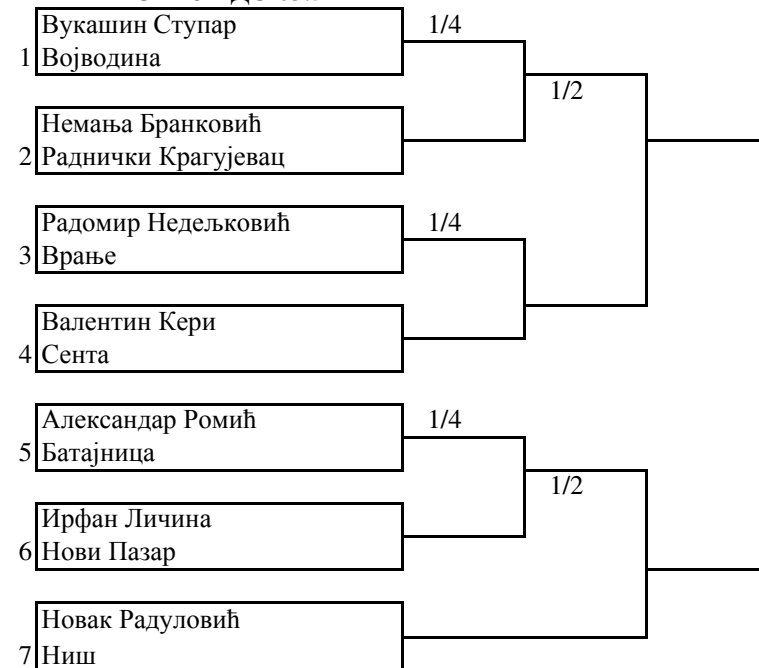 Вукашин Ступар
1/4
1 Војводина
1/2
Немања Бранковић
2 Раднички Крагујевац
Радомир Недељковић
1/4
3 Врање
Валентин Кери
4 Сента
Александар Ромић
1/4
5 Батајница
1/2
Ирфан Личина
6 Нови Пазар
Новак Радуловић
7 Ниш